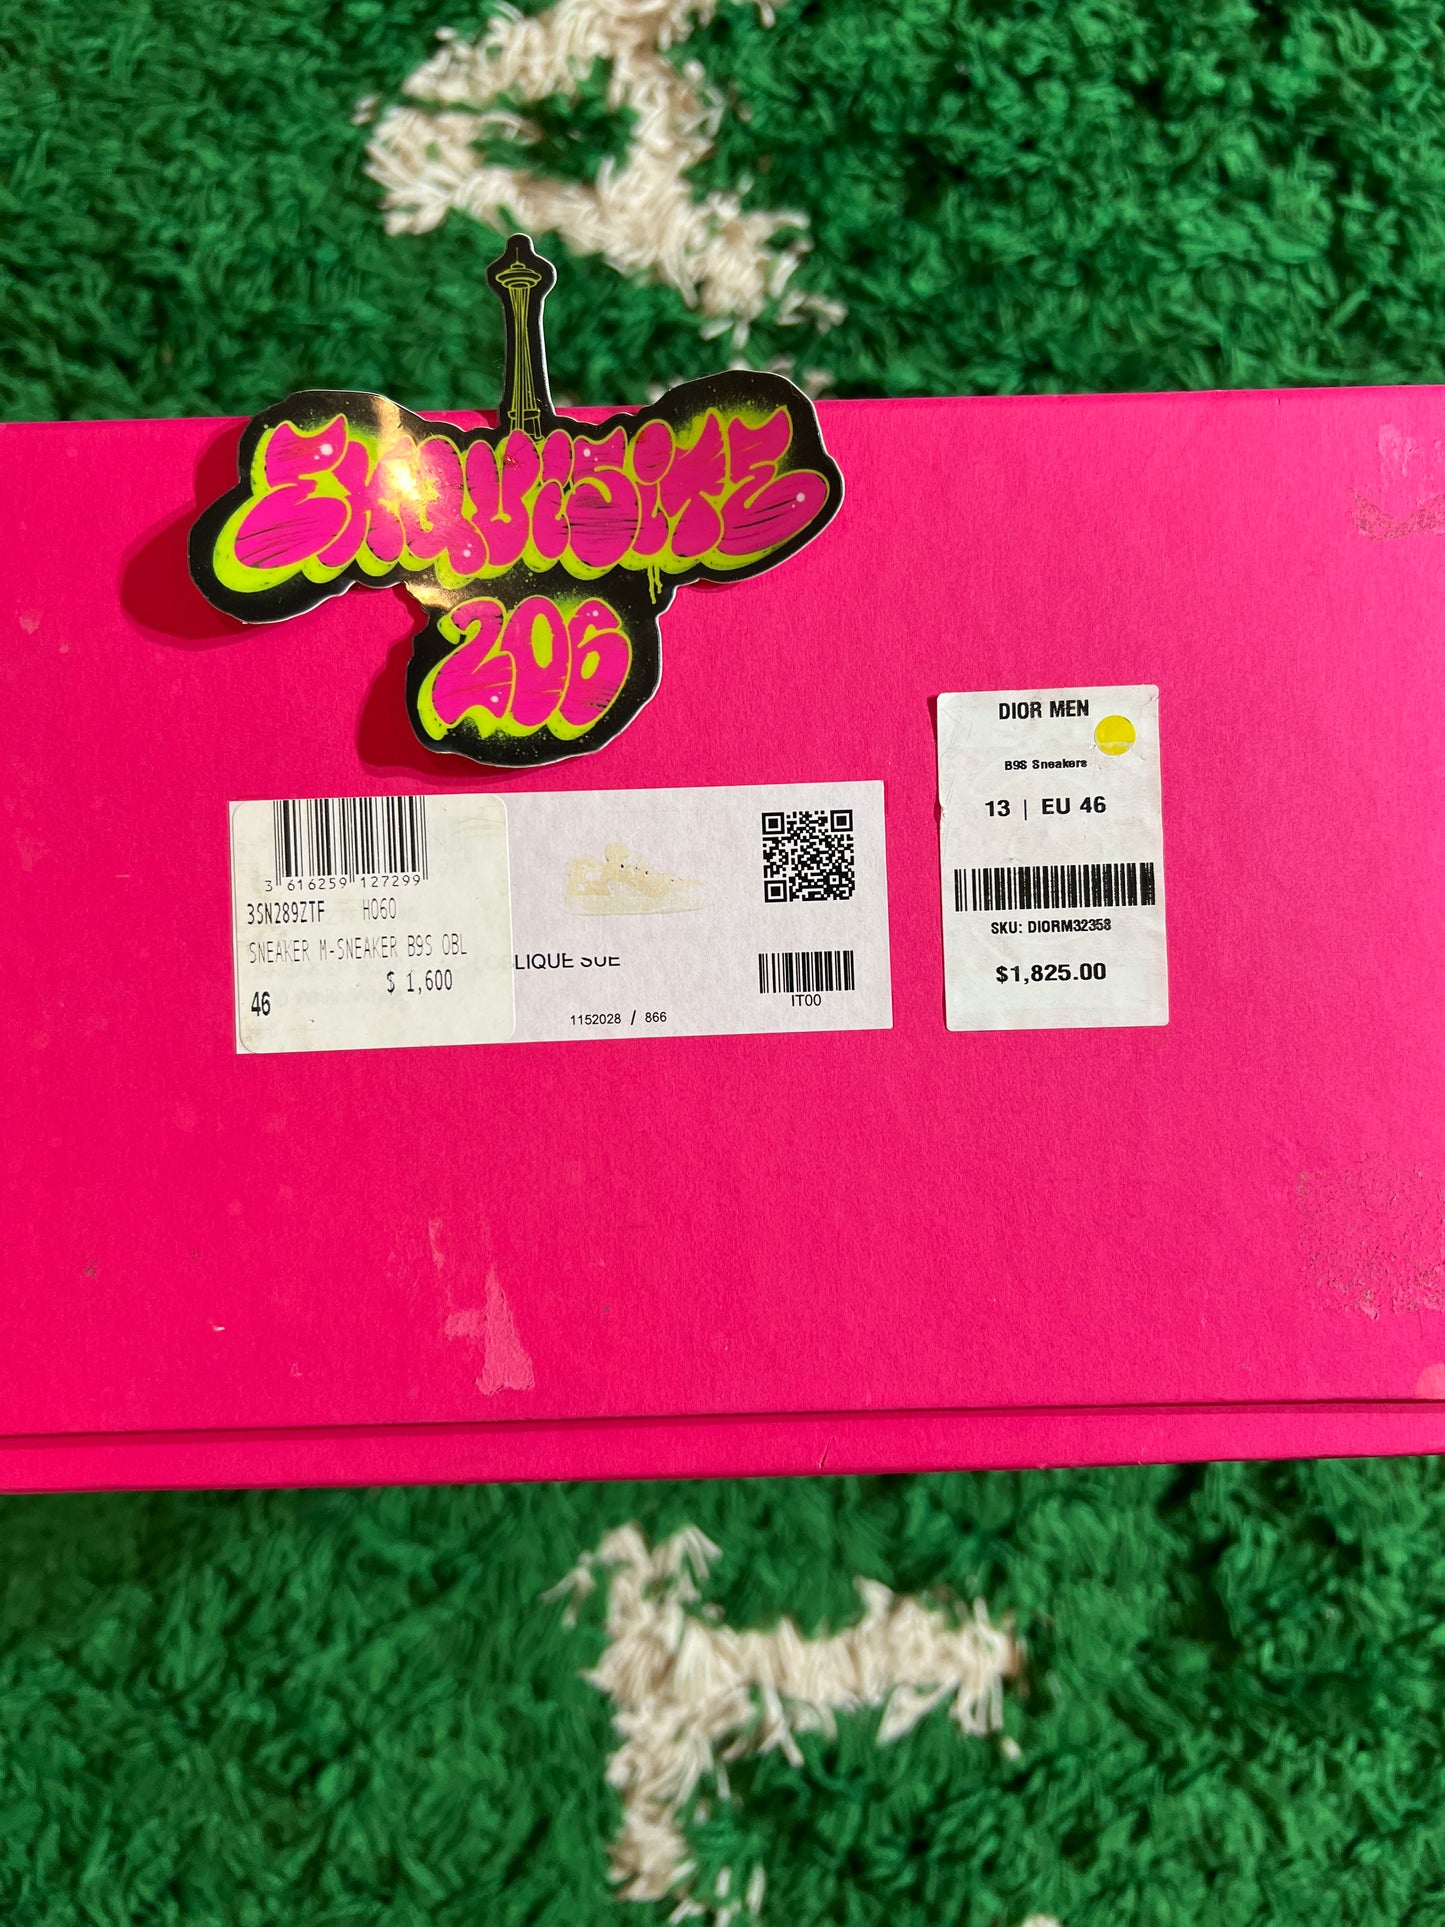 EXQUISITE
206
DIOR MEN
B9S Sneakers
13 | EU 46
SKU: DIORM32358
$1,825.00
3 616259 127299
3SN289ZTF H060
SNEAKER M-SNEAKER B9S OBL
$ 1,600
46
OBLIQUE SUE
1152028 / 866
IT00